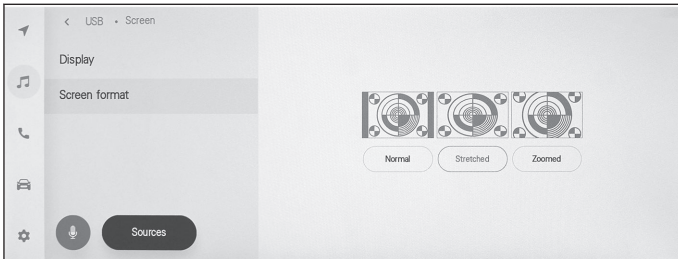 USB • Screen
Display
Screen format
Normal
Stretched
Zoomed
Sources